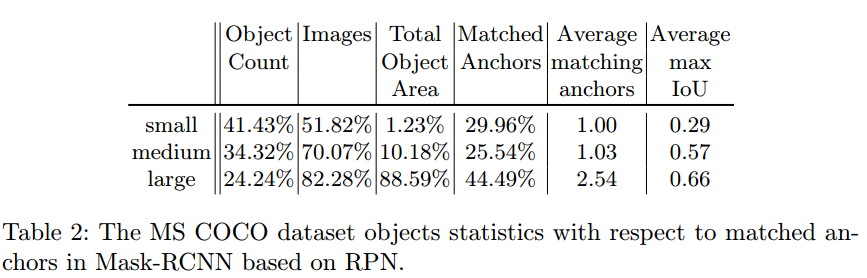 Object Images Total Matched Average Average
Count Object Anchors matching max
Area anchors IoU
small 41.43% 51.82% 1.23% 29.96% 1.00 0.29
medium 34.32% 70.07% 10.18% 25.54% 1.03 0.57
large 24.24% 82.28% 88.59% 44.49% 2.54 0.66
Table 2: The MS COCO dataset objects statistics with respect to matched an-
chors in Mask-RCNN based on RPN.